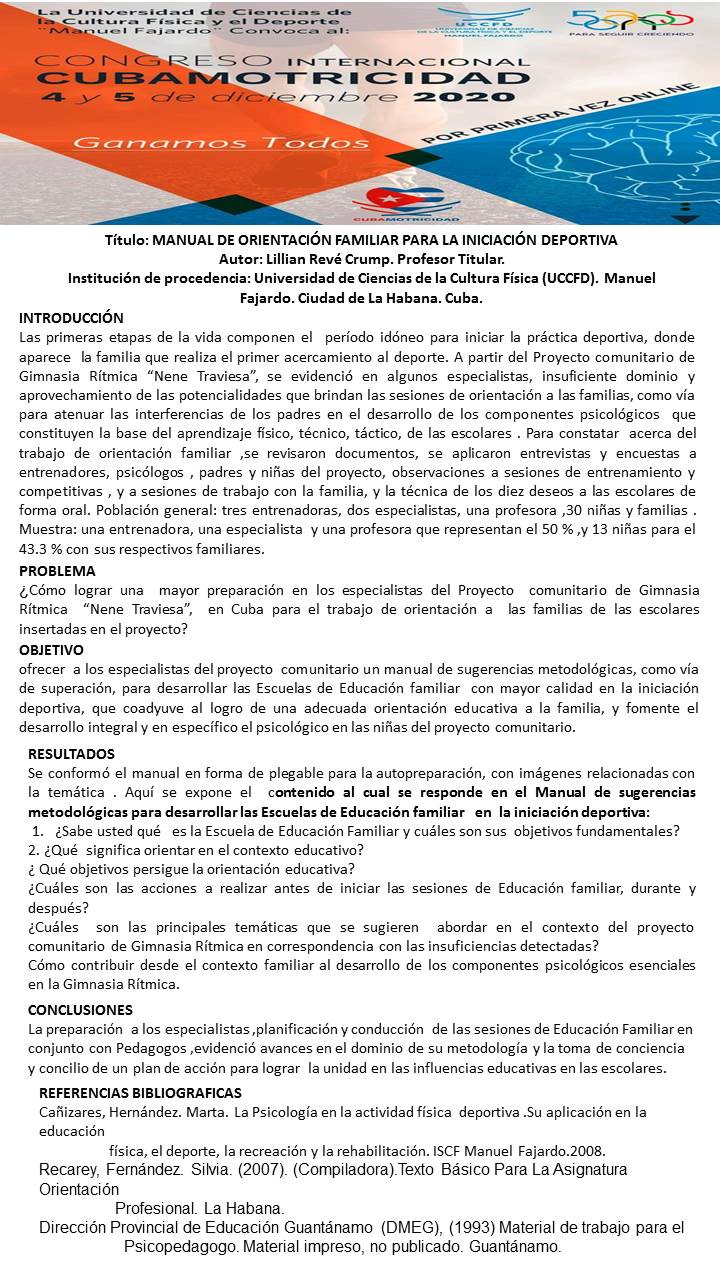 La Universidad de Ciencias de
la Cultura Física y el Deporte
¨Manuel Fajardo¨ Convoca al:
UCCFD
UNIVERSIDAD DE CIENCIAS
DE LA CULTURA FÍSICA Y EL DEPORTE
MANUEL FAJARDO
PARA SEGUIR CRECIENDO
CONGRESO INTERNACIONAL
CUBAMOTRICIDAD
4 y 5 de diciembre 2020
POR PRIMERA VEZ ONLINE
Ganamos Todos
CUBAMOTRICIDAD
Título: MANUAL DE ORIENTACIÓN FAMILIAR PARA LA INICIACIÓN DEPORTIVA
Autor: Lillian Revé Crump. Profesor Titular.
Institución de procedencia: Universidad de Ciencias de la Cultura Física (UCCFD). Manuel
Fajardo. Ciudad de La Habana. Cuba.
INTRODUCCIÓN
Las primeras etapas de la vida componen el período idóneo para iniciar la práctica deportiva, donde
aparece la familia que realiza el primer acercamiento al deporte. A partir del Proyecto comunitario de
Gimnasia Rítmica “Nene Traviesa”, se evidenció en algunos especialistas, insuficiente dominio y
aprovechamiento de las potencialidades que brindan las sesiones de orientación a las familias, como vía
para atenuar las interferencias de los padres en el desarrollo de los componentes psicológicos que
constituyen la base del aprendizaje físico, técnico, táctico, de las escolares . Para constatar acerca del
trabajo de orientación familiar ,se revisaron documentos, se aplicaron entrevistas y encuestas a
entrenadores, psicólogos , padres y niñas del proyecto, observaciones a sesiones de entrenamiento y
competitivas , y a sesiones de trabajo con la familia, y la técnica de los diez deseos a las escolares de
forma oral. Población general: tres entrenadoras, dos especialistas, una profesora ,30 niñas y familias .
Muestra: una entrenadora, una especialista y una profesora que representan el 50 % ,y 13 niñas para el
43.3 % con sus respectivos familiares.
PROBLEMA
¿Cómo lograr una mayor preparación en los especialistas del Proyecto comunitario de Gimnasia
Rítmica “Nene Traviesa”, en Cuba para el trabajo de orientación a las familias de las escolares
insertadas en el proyecto?
OBJETIVO
ofrecer a los especialistas del proyecto comunitario un manual de sugerencias metodológicas, como vía
de superación, para desarrollar las Escuelas de Educación familiar con mayor calidad en la iniciación
deportiva, que coadyuve al logro de una adecuada orientación educativa a la familia, y fomente el
desarrollo integral y en específico el psicológico en las niñas del proyecto comunitario.
RESULTADOS
Se conformó el manual en forma de plegable para la autopreparación, con imágenes relacionadas con
la temática . Aquí se expone el contenido al cual se responde en el Manual de sugerencias
metodológicas para desarrollar las Escuelas de Educación familiar en la iniciación deportiva:
1. ¿Sabe usted qué es la Escuela de Educación Familiar y cuáles son sus objetivos fundamentales?
2. ¿Qué significa orientar en el contexto educativo?
¿ Qué objetivos persigue la orientación educativa?
¿Cuáles son las acciones a realizar antes de iniciar las sesiones de Educación familiar, durante y
después?
¿Cuáles son las principales temáticas que se sugieren abordar en el contexto del proyecto
comunitario de Gimnasia Rítmica en correspondencia con las insuficiencias detectadas?
Cómo contribuir desde el contexto familiar al desarrollo de los componentes psicológicos esenciales
en la Gimnasia Rítmica.
CONCLUSIONES
La preparación a los especialistas ,planificación y conducción de las sesiones de Educación Familiar en
conjunto con Pedagogos ,evidenció avances en el dominio de su metodología y la toma de conciencia
y concilio de un plan de acción para lograr la unidad en las influencias educativas en las escolares.
REFERENCIAS BIBLIOGRAFICAS
Cañizares, Hernández. Marta. La Psicología en la actividad física deportiva .Su aplicación en la
educación
física, el deporte, la recreación y la rehabilitación. ISCF Manuel Fajardo.2008.
Recarey, Fernández. Silvia. (2007). (Compiladora).Texto Básico Para La Asignatura
Orientación
Profesional. La Habana.
Dirección Provincial de Educación Guantánamo (DMEG), (1993) Material de trabajo para el
Psicopedagogo. Material impreso, no publicado. Guantánamo.